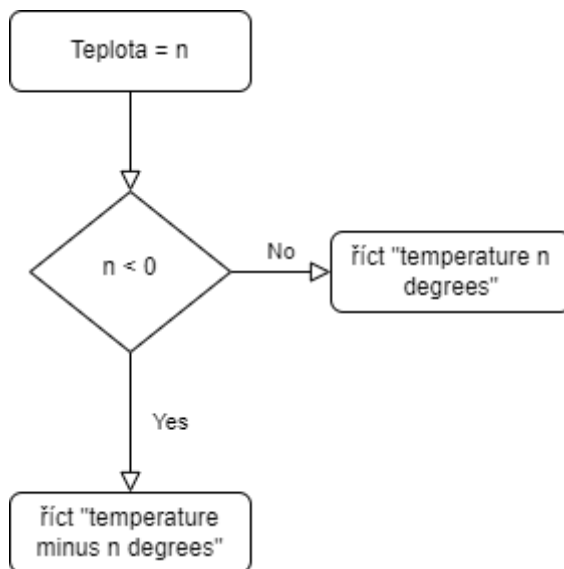 Teplota = n
n < 0
No
říct "temperature n
degrees"
Yes
říct "temperature
minus n degrees"